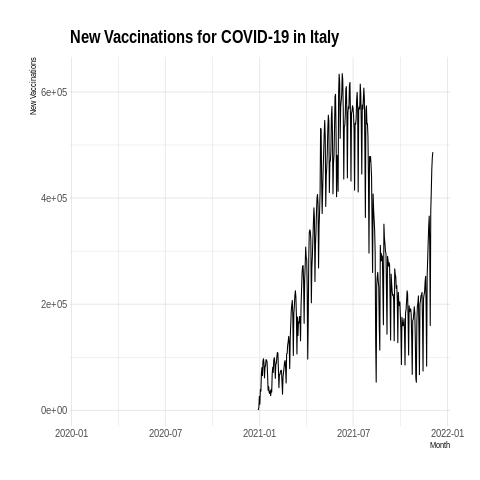 New Vaccinations for COVID-19 in Italy
New Vaccinations
6e+05
4e+05
2e+05
0e+00
2020-01 2020-07 2021-01 2021-07 2022-01
Month